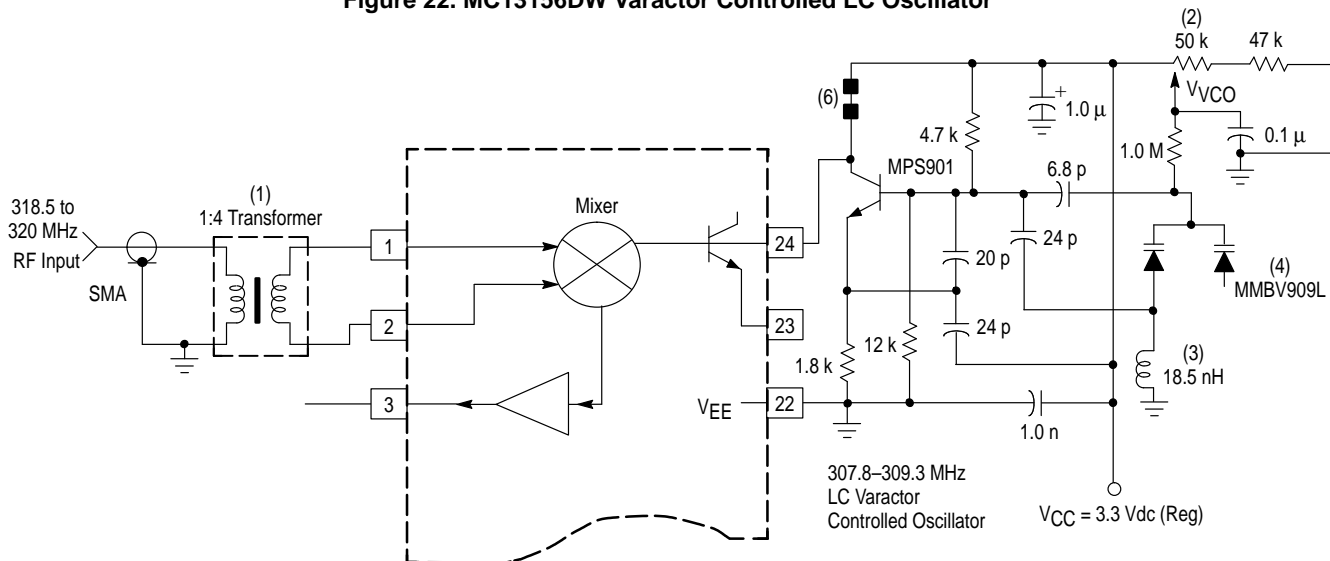 Figure 22. MC13156DW Varactor Controlled LC Oscillator
(2)
50 k
47 k
(6)
+
1.0 µ
VVCO
4.7 k
1.0 M
0.1 µ
MPS901
6.8 p
(1)
1:4 Transformer
318.5 to
320 MHz
RF Input
SMA
Mixer
1
24
24 p
20 p
(4)
MMBV909L
2
23
24 p
12 k
1.8 k
(3)
18.5 nH
3
VEE
22
1.0 n
307.8–309.3 MHz
LC Varactor
Controlled Oscillator
VCC = 3.3 Vdc (Reg)